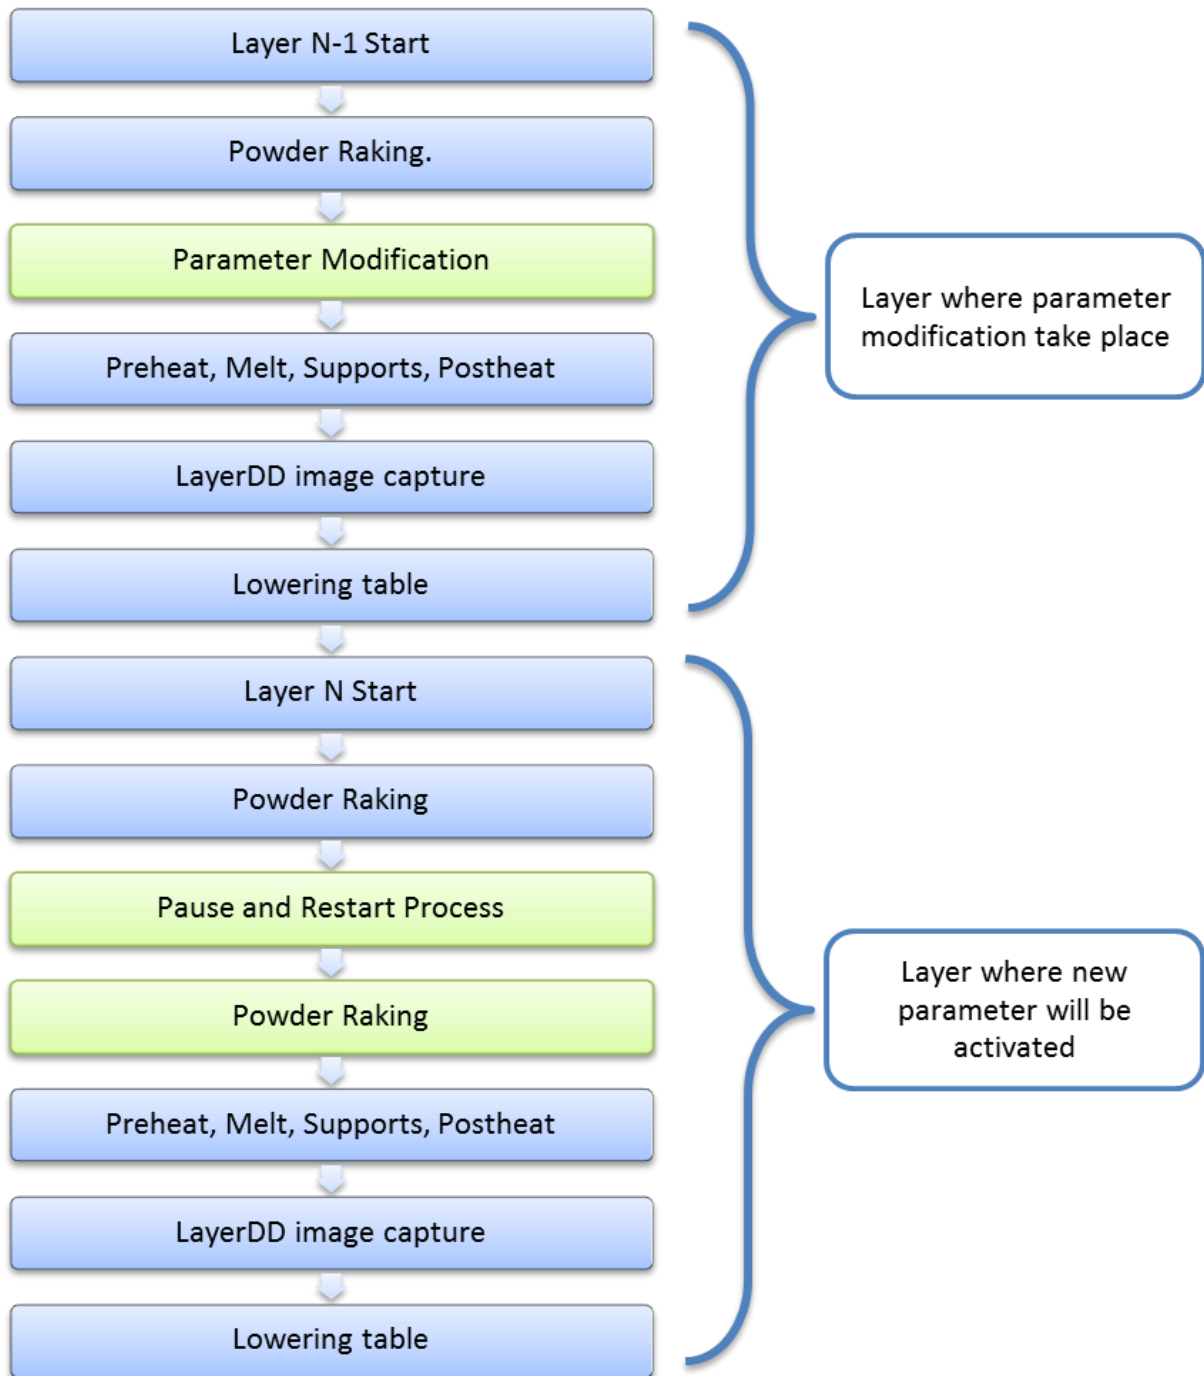 Layer N-1 Start
Powder Raking.
Parameter Modification
Preheat, Melt, Supports, Postheat
LayerDD image capture
Lowering table
Layer where parameter
modification take place
Layer N Start
Powder Raking
Pause and Restart Process
Powder Raking
Preheat, Melt, Supports, Postheat
LayerDD image capture
Lowering table
Layer where new
parameter will be
activated